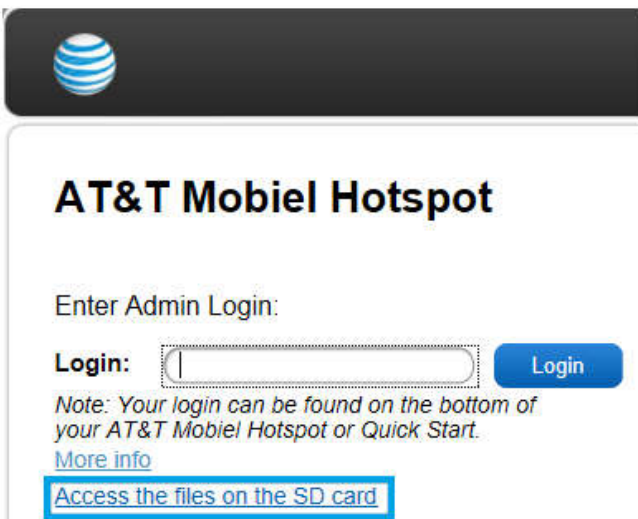 AT&T Mobiel Hotspot
Enter Admin Login:
Login:
Login
Note: Your login can be found on the bottom of
your AT&T Mobiel Hotspot or Quick Start.
More info
Access the files on the SD card